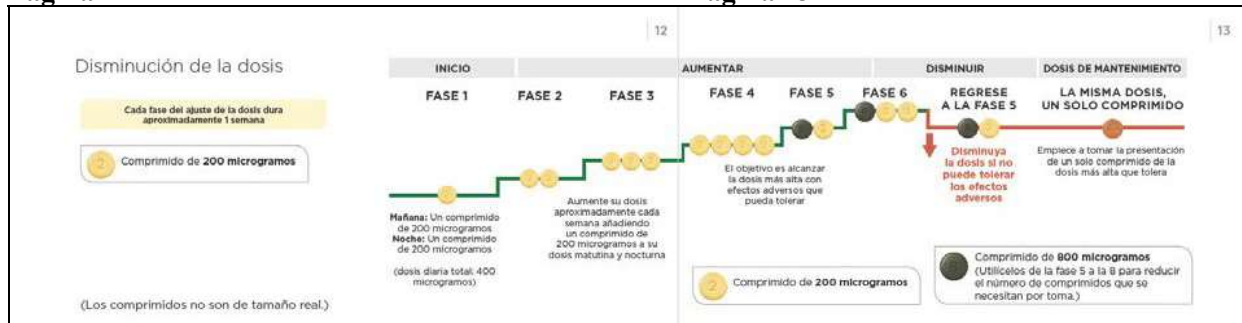 12
13
Disminución de la dosis
Cada fase del ajuste de la dosis dura
aproximadamente 1 semana
2 Comprimido de 200 microgramos
(Los comprimidos no son de tamaño real.)
INICIO
AUMENTAR
DISMINUIR
DOSIS DE MANTENIMIENTO
FASE 1
FASE 2
FASE 3
FASE 4
FASE 5
FASE 6
REGRESE
A LA FASE 5
LA MISMA DOSIS,
UN SOLO COMPRIMIDO
Mañana: Un comprimido
de 200 microgramos
Noche: Un comprimido
de 200 microgramos
(dosis diaria total: 400
microgramos)
Aumente su dosis
aproximadamente cada
semana añadiendo
un comprimido de
200 microgramos a su
dosis matutina y nocturna
El objetivo es alcanzar
la dosis más alta con
efectos adversos que
pueda tolerar
Disminuya
la dosis si no
puede tolerar
los efectos
adversos
Empiece a tomar la presentación
de un solo comprimido de la
dosis más alta que tolera
2 Comprimido de 200 microgramos
Comprimido de 800 microgramos
(Utilícelos de la fase 5 a la 8 para reducir
el número de comprimidos que se
necesitan por toma.)